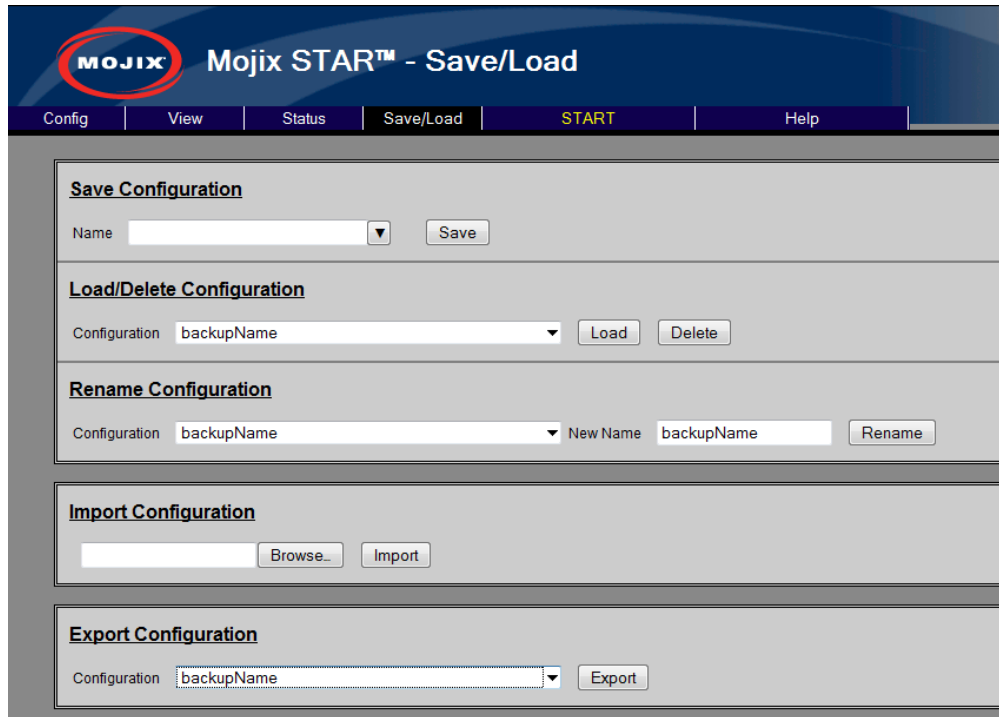 MOJIX Mojix STAR™ - Save/Load
Config View Status Save/Load START Help
Save Configuration
Name ▼ Save
Load/Delete Configuration
Configuration backupName Load Delete
Rename Configuration
Configuration backupName New Name backupName Rename
Import Configuration
Browse... Import
Export Configuration
Configuration backupName Export